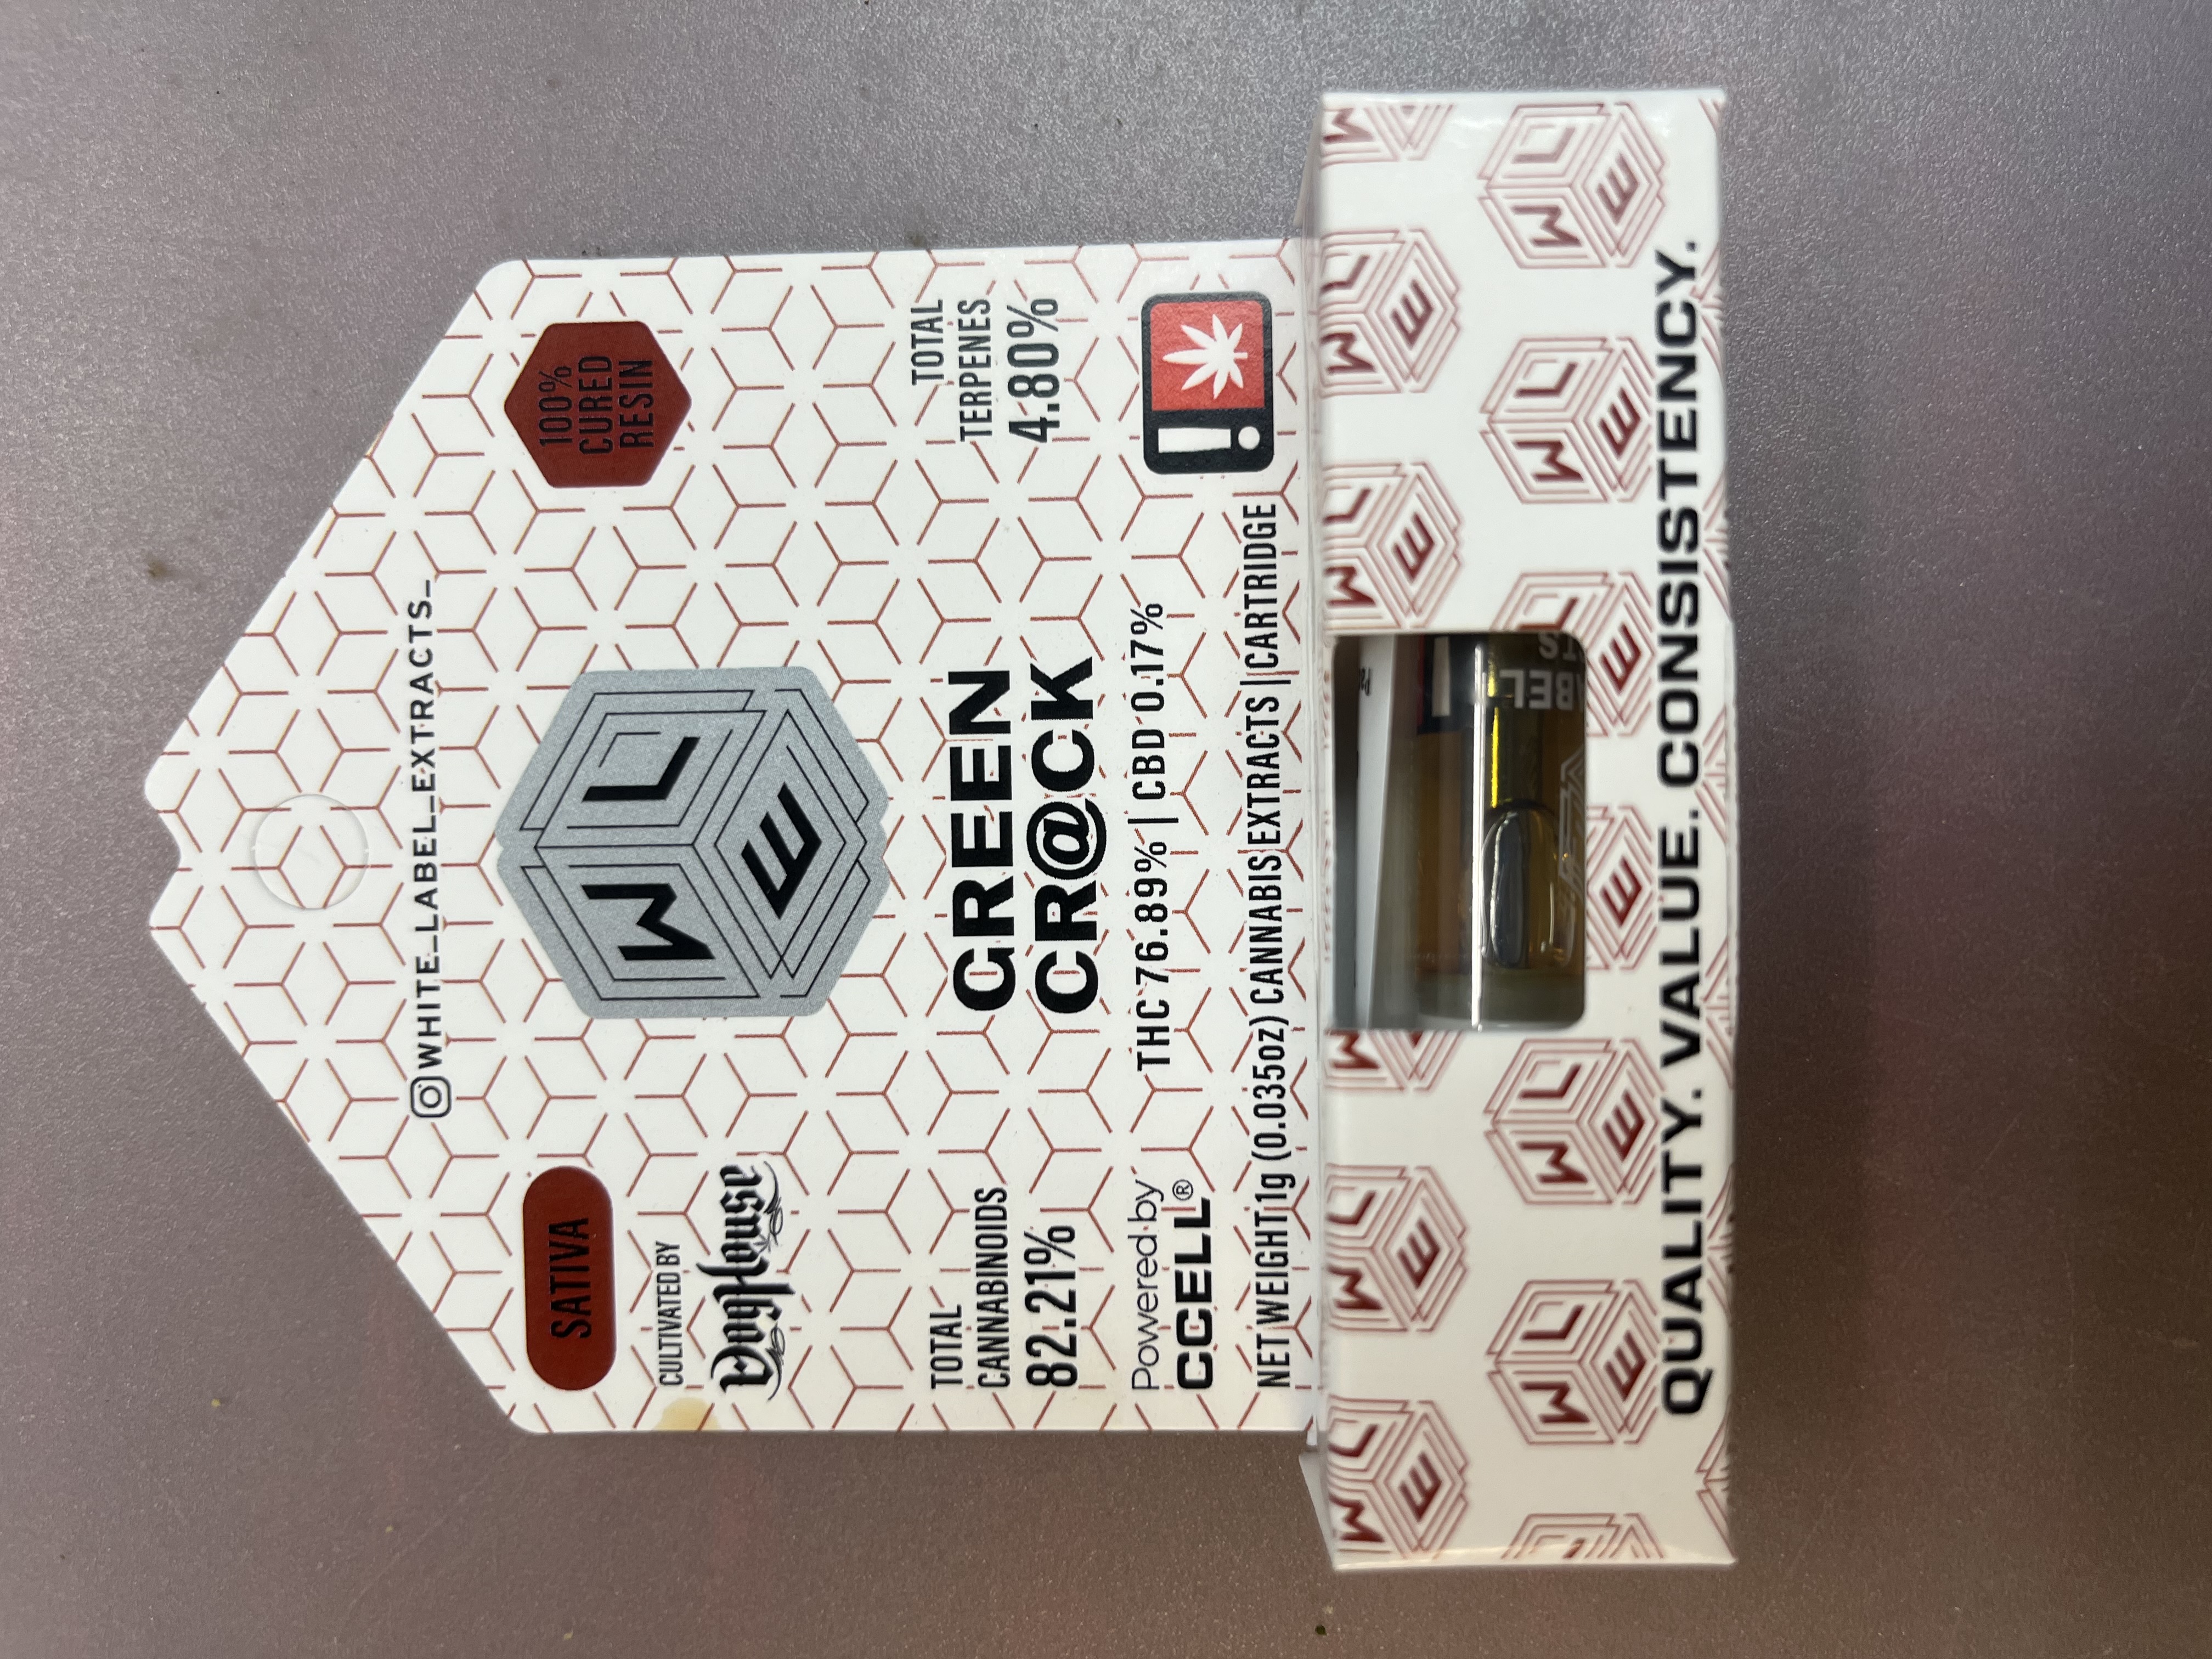 WHITE_LABEL_EXTRACTS_
SATIVA
100%
CURED
RESIN
CULTIVATED BY
DogHouse
W L
E
GREEN
CR@CK
TOTAL
CANNABINOIDS
82.21%
TOTAL
TERPENES
4.80%
THC 76.89% | CBD 0.17%
Powered by
CCELL®
!
NET WEIGHT 1g (0.035oz) CANNABIS EXTRACTS | CARTRIDGE
ABEL
TS
QUALITY. VALUE. CONSISTENCY.